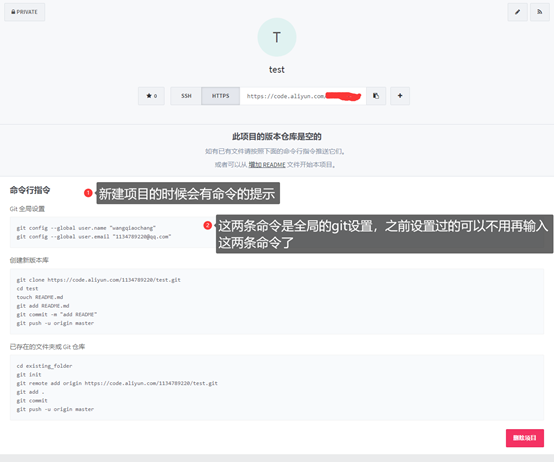 PRIVATE
T
test
0
SSH
HTTPS
https://code.aliyun.com/
此项目的版本仓库是空的
如有已有文件请按照下面的命令行指令推送它们。
或者可以从 增加 README 文件开始本项目。
命令行指令
1 新建项目的时候会有命令的提示
Git 全局设置
git config --global user.name "wangqiaochang"
git config --global user.email "1134789220@qq.com"
2 这两条命令是全局的git设置，之前设置过的可以不用再输入
这两条命令了
创建新版本库
git clone https://code.aliyun.com/1134789220/test.git
cd test
touch README.md
git add README.md
git commit -m "add README"
git push -u origin master
已存在的文件夹或 Git 仓库
cd existing_folder
git init
git remote add origin https://code.aliyun.com/1134789220/test.git
git add .
git commit
git push -u origin master
删除项目